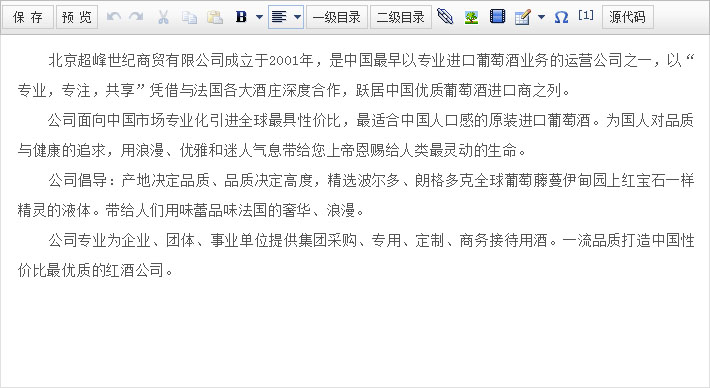 保 存 预 览 B 一级目录 二级目录 Ω [1] 源代码
北京超峰世纪商贸有限公司成立于2001年，是中国最早以专业进口葡萄酒业务的运营公司之一，以“
专业，专注，共享”凭借与法国各大酒庄深度合作，跃居中国优质葡萄酒进口商之列。
公司面向中国市场专业化引进全球最具性价比，最适合中国人口感的原装进口葡萄酒。为国人对品质
与健康的追求，用浪漫、优雅和迷人气息带给您上帝恩赐给人类最灵动的生命。
公司倡导：产地决定品质、品质决定高度，精选波尔多、朗格多克全球葡萄藤蔓伊甸园上红宝石一样
精灵的液体。带给人们用味蕾品味法国的奢华、浪漫。
公司专业为企业、团体、事业单位提供集团采购、专用、定制、商务接待用酒。一流品质打造中国性
价比最优质的红酒公司。